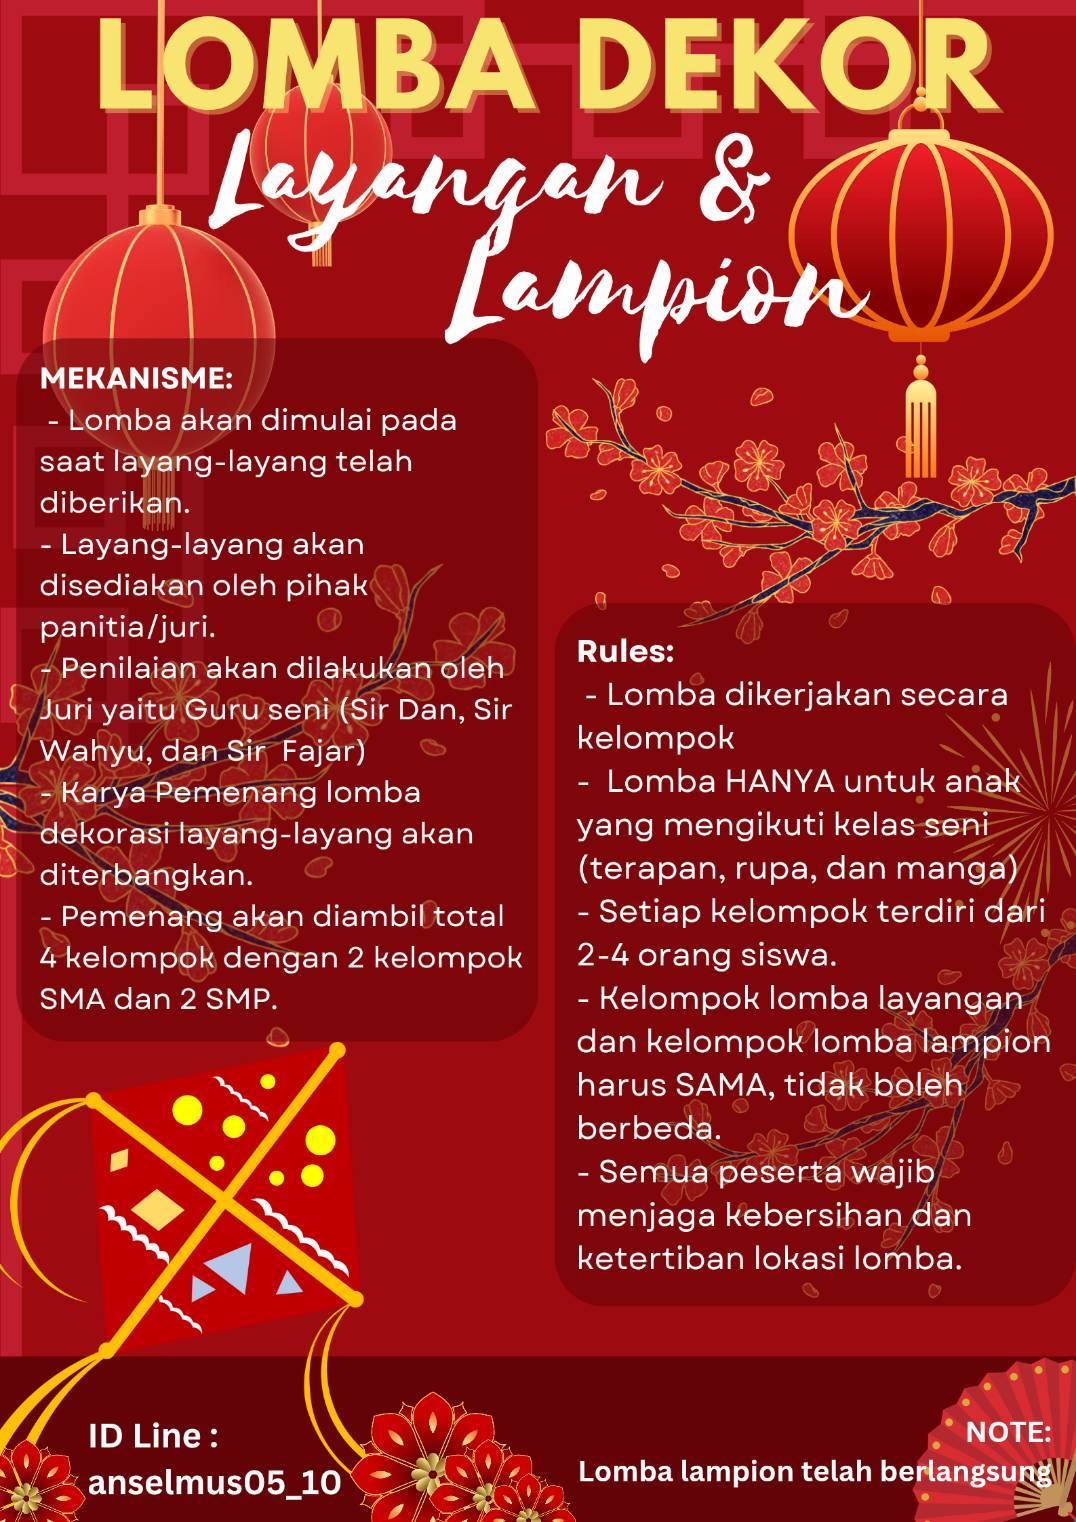 LOMBA DEKOR
Layangan &
Lampion
MEKANISME:
- Lomba akan dimulai pada
saat layang-layang telah
diberikan.
- Layang-layang akan
disediakan oleh pihak
panitia/juri.
- Penilaian akan dilakukan oleh
Juri yaitu Guru seni (Sir Dan, Sir
Wahyu, dan Sir Fajar)
- Karya Pemenang lomba
dekorasi layang-layang akan
diterbangkan.
- Pemenang akan diambil total
4 kelompok dengan 2 kelompok
SMA dan 2 SMP.
Rules:
- Lomba dikerjakan secara
kelompok
- Lomba HANYA untuk anak
yang mengikuti kelas seni
(terapan, rupa, dan manga)
- Setiap kelompok terdiri dari
2-4 orang siswa.
- Kelompok lomba layangan
dan kelompok lomba lampion
harus SAMA, tidak boleh
berbeda.
- Semua peserta wajib
menjaga kebersihan dan
ketertiban lokasi lomba.
ID Line :
anselmus05_10
NOTE:
Lomba lampion telah berlangsung